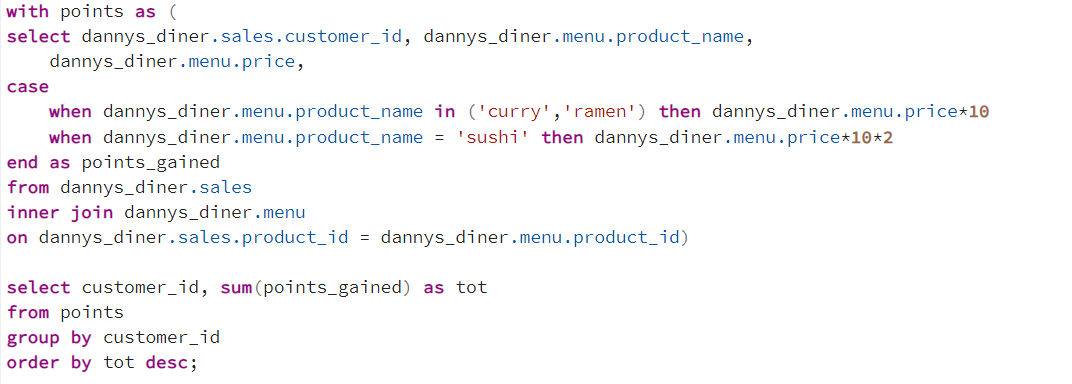 with points as (
select dannys_diner.sales.customer_id, dannys_diner.menu.product_name,
    dannys_diner.menu.price,
case
    when dannys_diner.menu.product_name in ('curry','ramen') then dannys_diner.menu.price*10
    when dannys_diner.menu.product_name = 'sushi' then dannys_diner.menu.price*10*2
end as points_gained
from dannys_diner.sales
inner join dannys_diner.menu
on dannys_diner.sales.product_id = dannys_diner.menu.product_id)

select customer_id, sum(points_gained) as tot
from points
group by customer_id
order by tot desc;